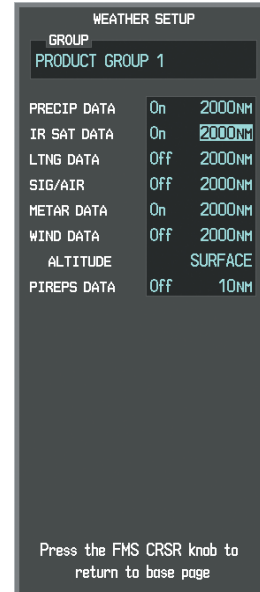 WEATHER SETUP
GROUP
PRODUCT GROUP 1
PRECIP DATA On 2000NM
IR SAT DATA On 2000NM
LTNG DATA Off 2000NM
SIG/AIR Off 2000NM
METAR DATA On 2000NM
WIND DATA Off 2000NM
ALTITUDE SURFACE
PIREPS DATA Off 10NM
Press the FMS CRSR knob to
return to base page